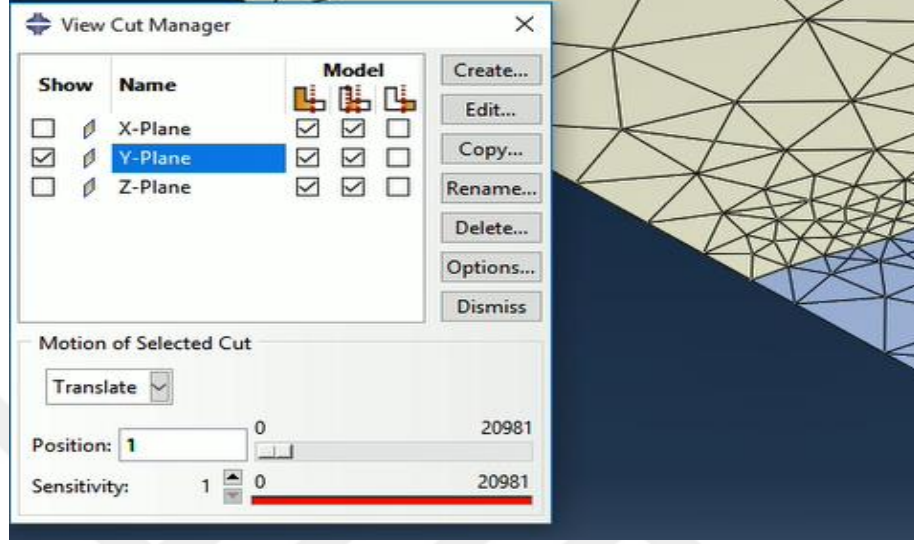 View Cut Manager
Show Name Model
X-Plane
Y-Plane
Z-Plane
Create...
Edit...
Copy...
Rename...
Delete...
Options...
Dismiss
Motion of Selected Cut
Translate
Position: 1 0 20981
Sensitivity: 1 0 20981